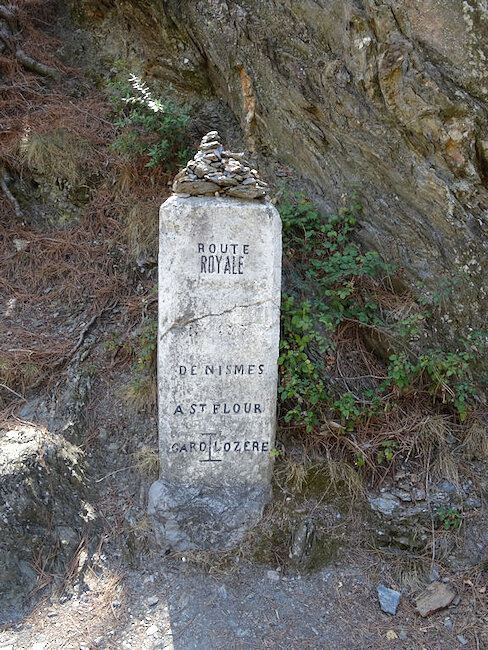 ROUTE
ROYALE
DE NISMES
A ST FLOUR
GARD LOZERE